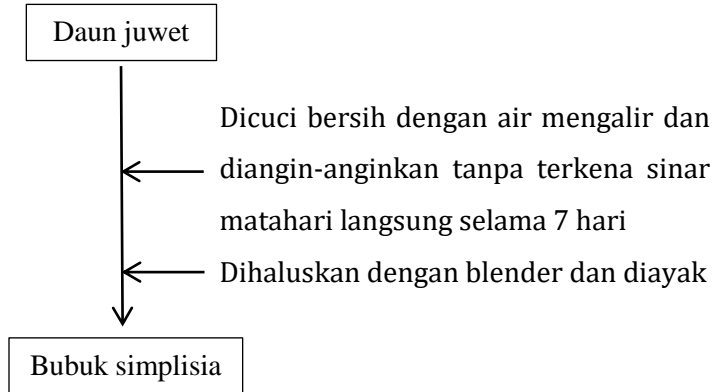 Daun juwet
Dicuci bersih dengan air mengalir dan
diangin-anginkan tanpa terkena sinar
matahari langsung selama 7 hari
Dihaluskan dengan blender dan diayak
Bubuk simplisia